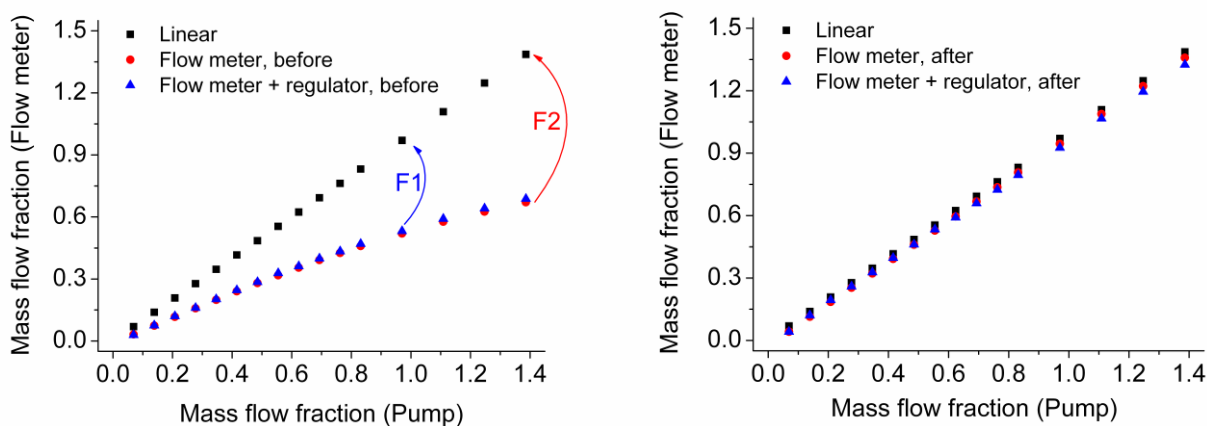 Mass flow fraction (Flow meter)
1.5
1.2
0.9
0.6
0.3
0.0
Linear
Flow meter, before
Flow meter + regulator, before
F1
F2
0.0 0.2 0.4 0.6 0.8 1.0 1.2 1.4
Mass flow fraction (Pump)
Mass flow fraction (Flow meter)
1.5
1.2
0.9
0.6
0.3
0.0
Linear
Flow meter, after
Flow meter + regulator, after
0.0 0.2 0.4 0.6 0.8 1.0 1.2 1.4
Mass flow fraction (Pump)